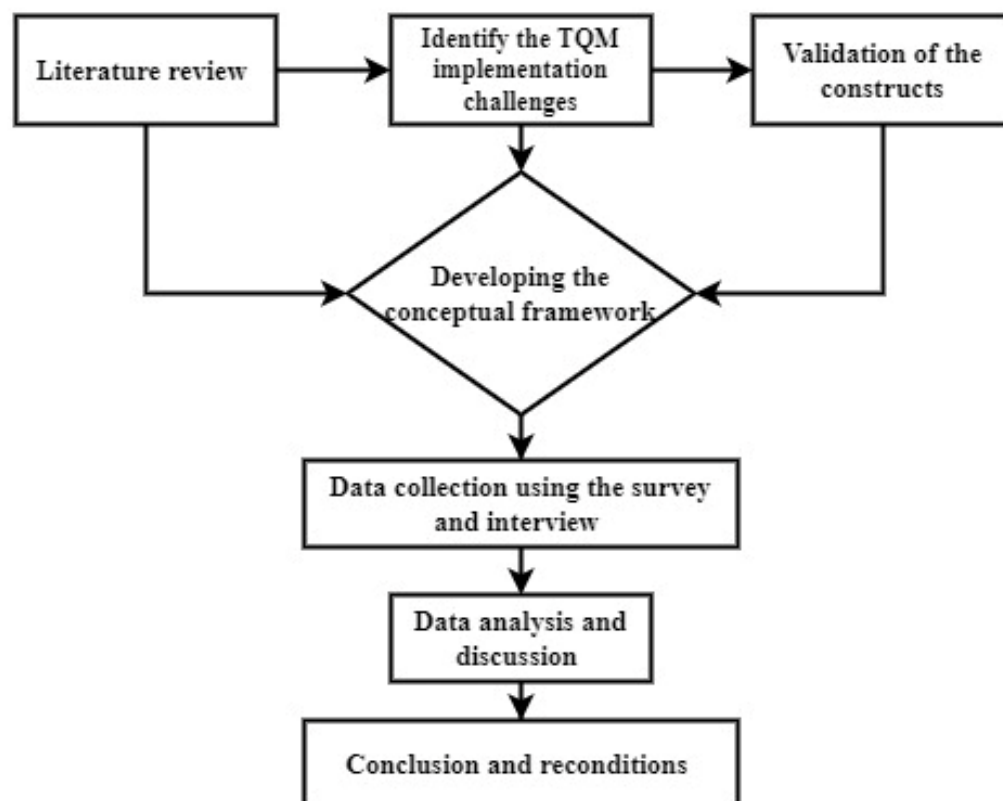 Literature review
Identify the TQM
implementation
challenges
Validation of the
constructs
Developing the
conceptual framework
Data collection using the survey
and interview
Data analysis and
discussion
Conclusion and reconditions